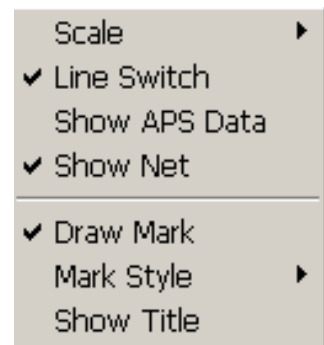 Scale
Line Switch
Show APS Data
Show Net
Draw Mark
Mark Style
Show Title